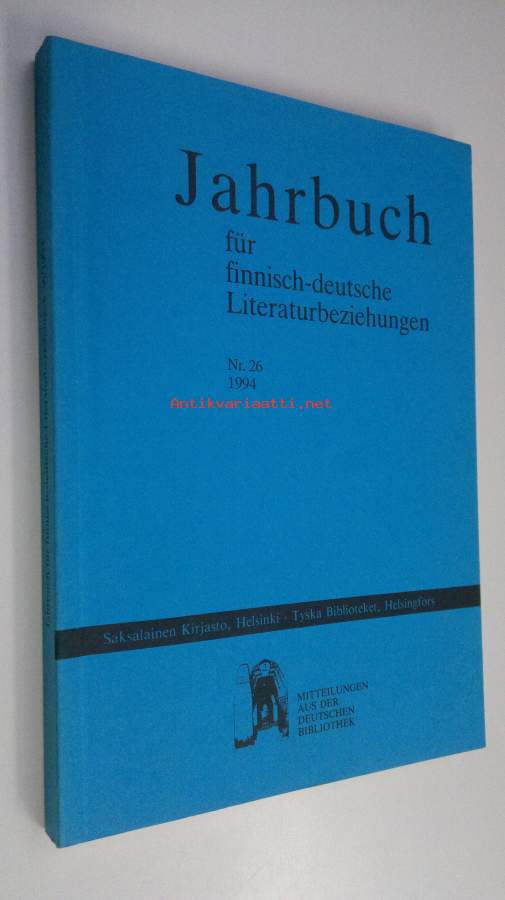 Jahrbuch
für
finnisch-deutsche
Literaturbeziehungen
Nr. 26
1994
Antikvariaatti.net
Saksalainen Kirjasto, Helsinki · Tyska Biblioteket, Helsingfors
MITTEILUNGEN
AUS DER
DEUTSCHEN
BIBLIOTHEK